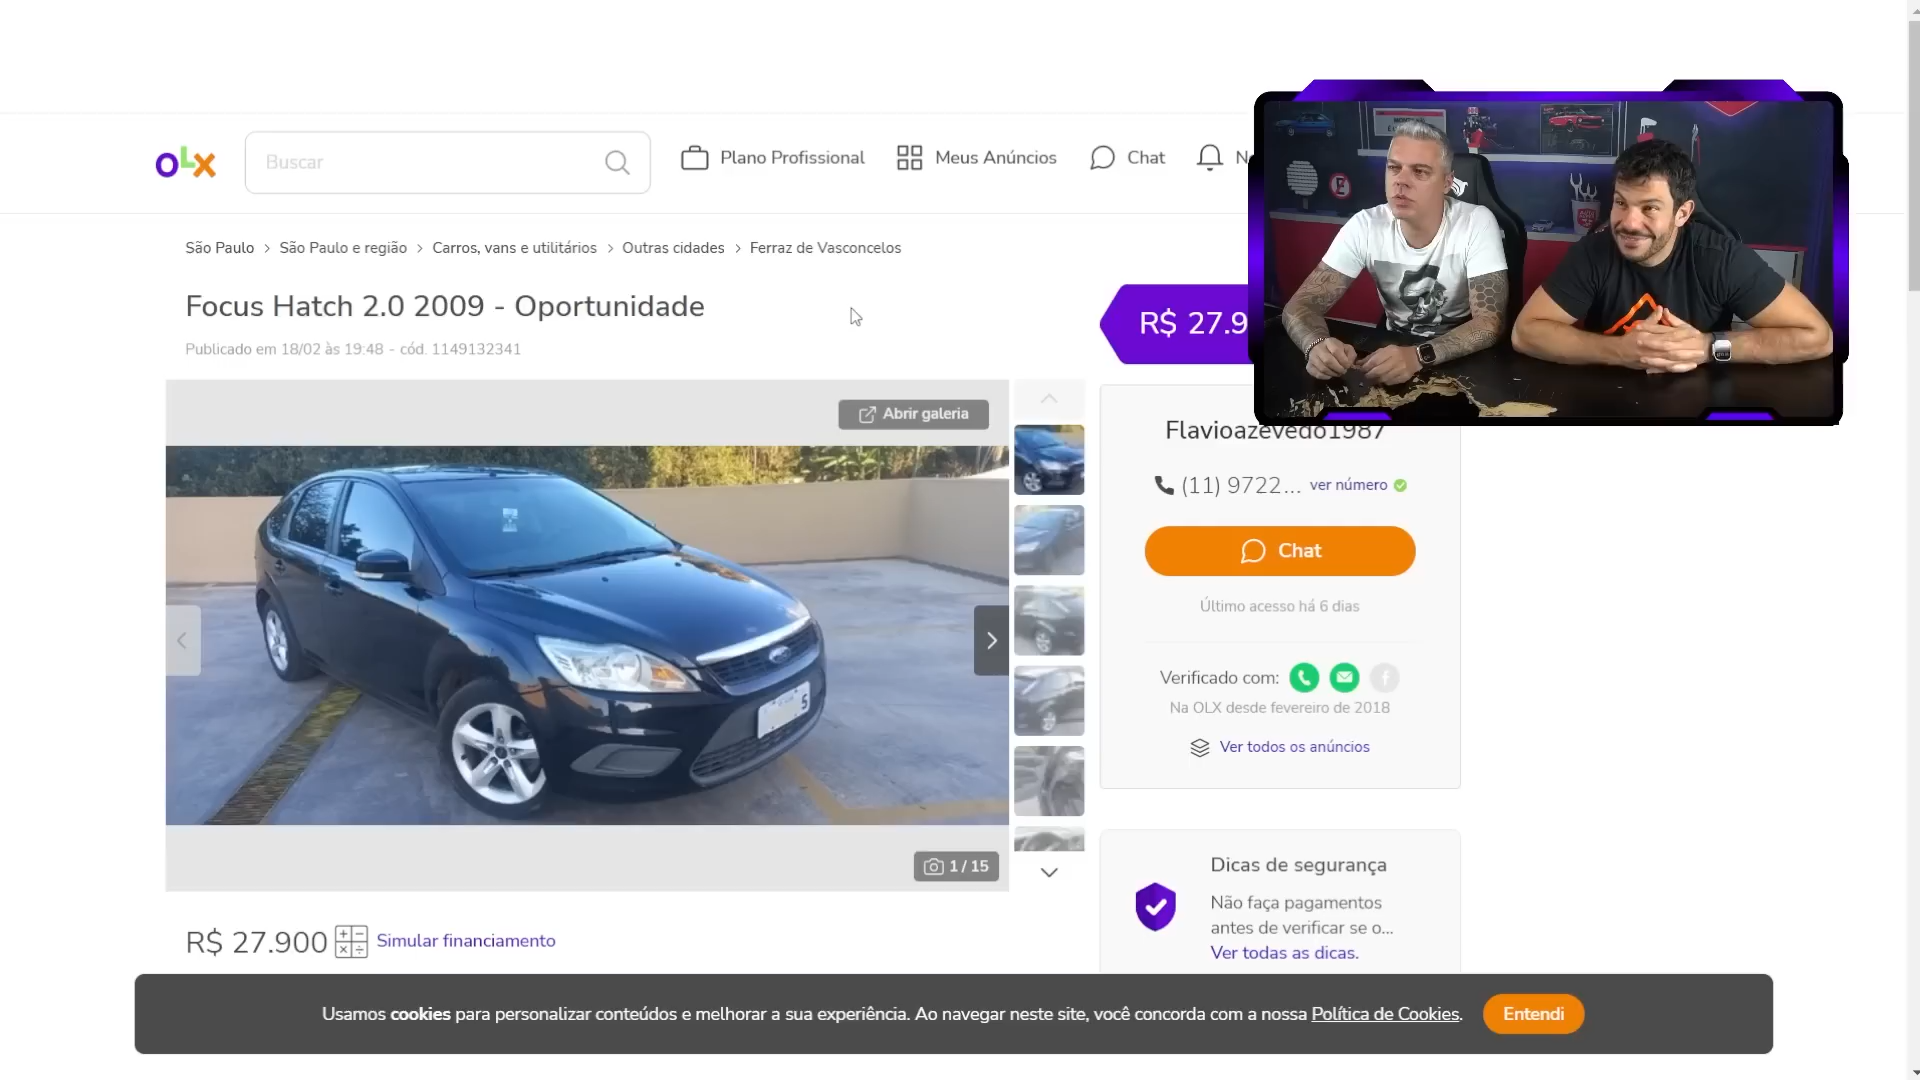 OLX
Buscar
Plano Profissional
Meus Anúncios
Chat
São Paulo > São Paulo e região > Carros, vans e utilitários > Outras cidades > Ferraz de Vasconcelos
Focus Hatch 2.0 2009 - Oportunidade
Publicado em 18/02 às 19:48 - cód. 1149132341
R$ 27.9
Abrir galeria
1 / 15
Flavioazevedo1987
(11) 9722... ver número
Chat
Último acesso há 6 dias
Verificado com:
Na OLX desde fevereiro de 2018
Ver todos os anúncios
Dicas de segurança
Não faça pagamentos
antes de verificar se o...
Ver todas as dicas.
R$ 27.900 Simular financiamento
Usamos cookies para personalizar conteúdos e melhorar a sua experiência. Ao navegar neste site, você concorda com a nossa Política de Cookies.
Entendi